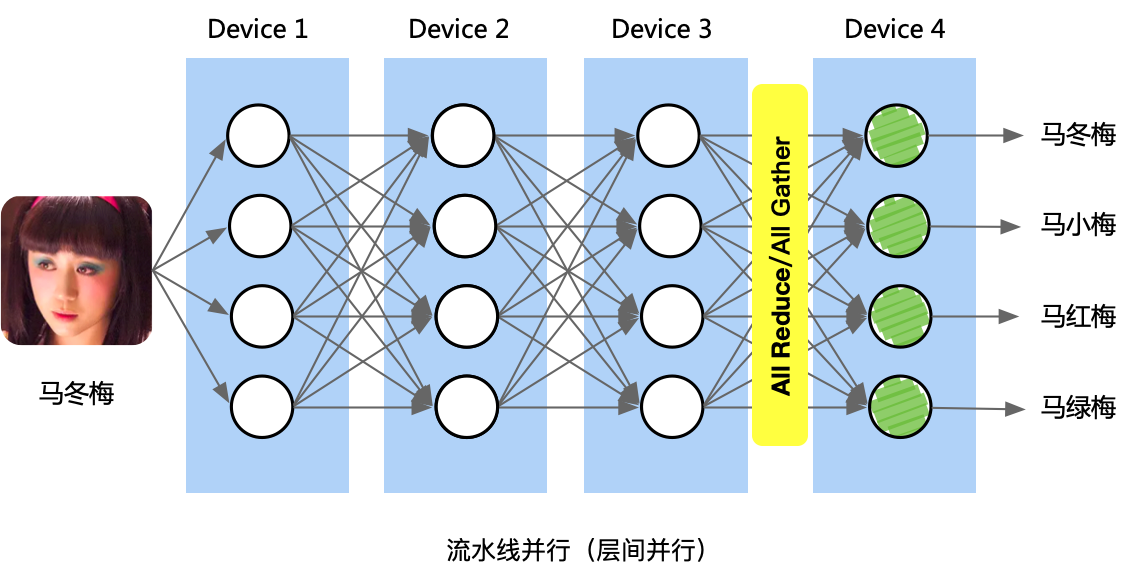 Device 1
Device 2
Device 3
Device 4
All Reduce/All Gather
马冬梅
马冬梅
马小梅
马红梅
马绿梅
流水线并行（层间并行）